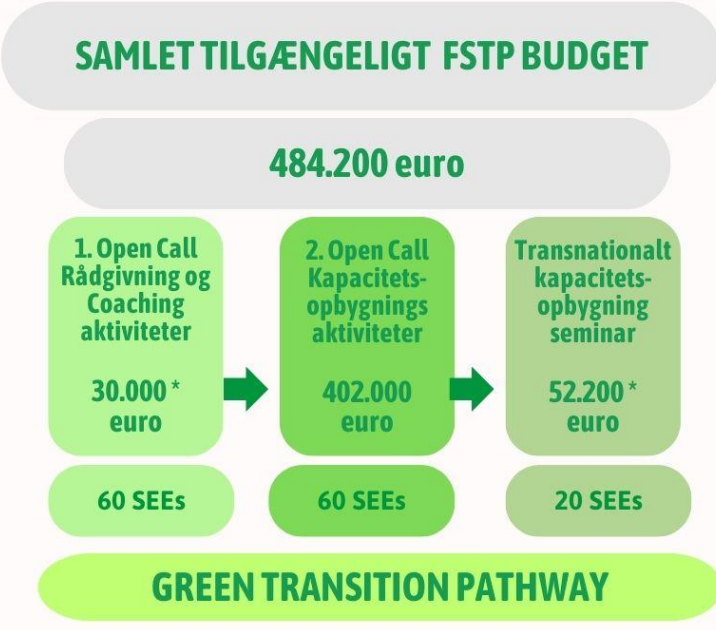 SAMLET TILGÆNGELIGT FSTP BUDGET
484.200 euro
1. Open Call
Rådgivning og
Coaching
aktiviteter
30.000 *
euro
2. Open Call
Kapacitets-
opbygnings
aktiviteter
402.000
euro
Transnationalt
kapacitets-
opbygning
seminar
52.200 *
euro
60 SEEs
60 SEEs
20 SEEs
GREEN TRANSITION PATHWAY